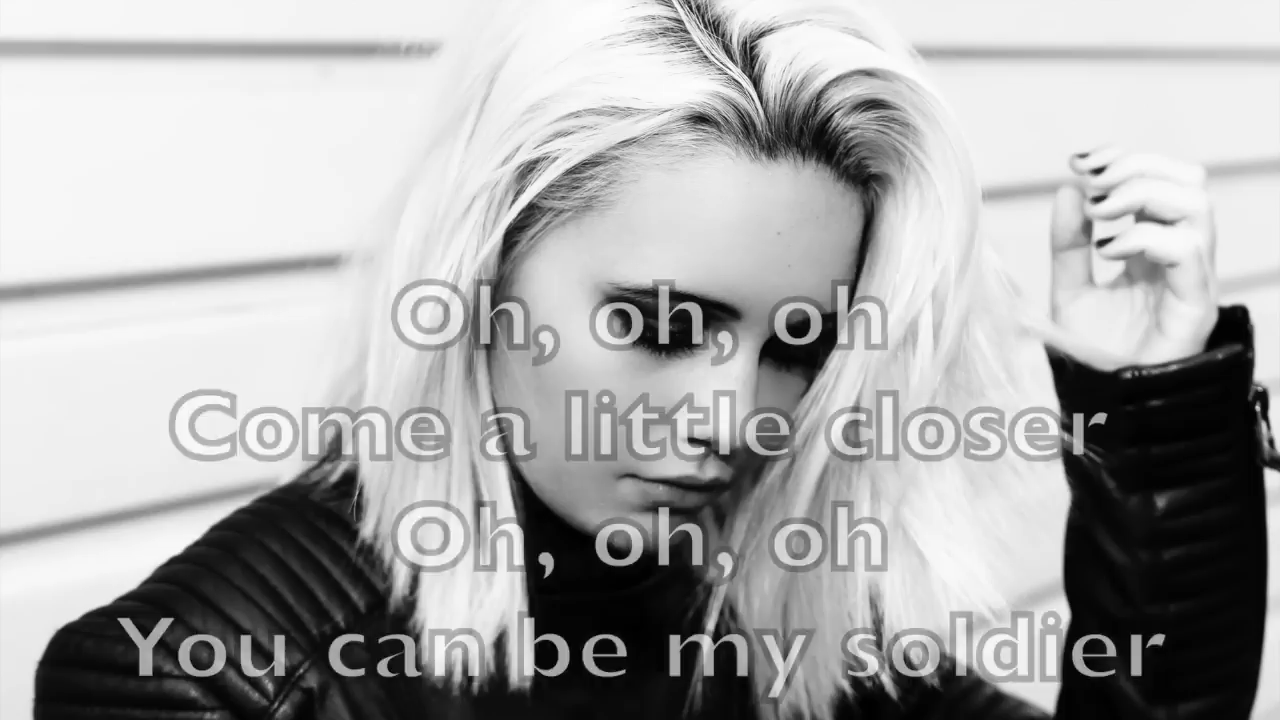 Oh, oh, oh
Come a little closer
Oh, oh, oh
You can be my soldier